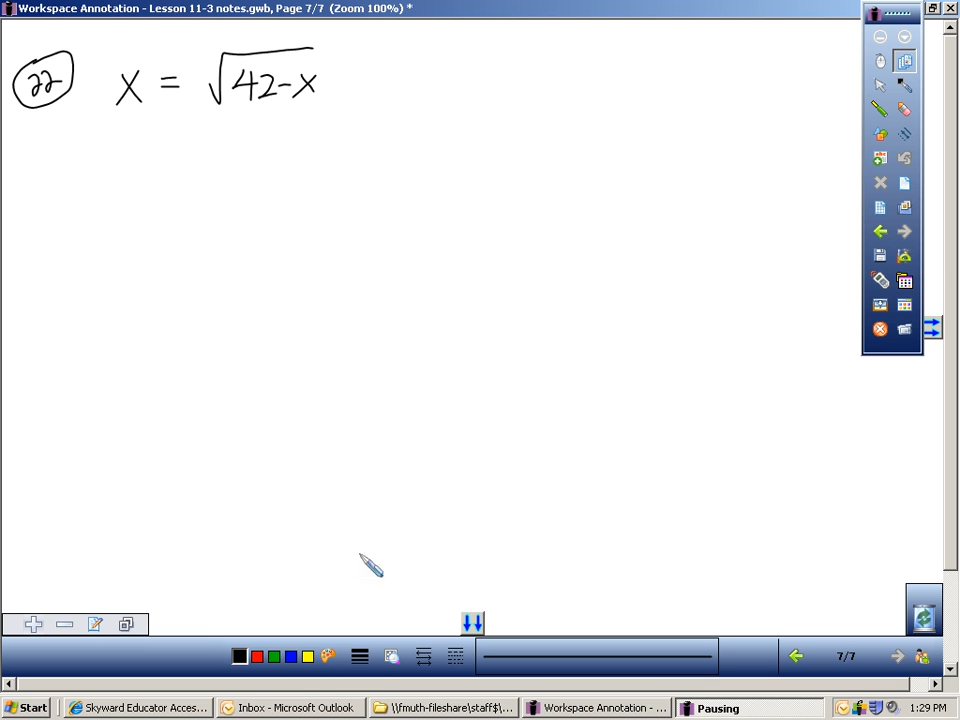 Workspace Annotation - Lesson 11-3 notes.gwb, Page 7/7 (Zoom 100%) *
22 x = √42-x
7/7
Start
Skyward Educator Acces...
Inbox - Microsoft Outlook
\\fmuth-fileshare\staff$\...
Workspace Annotation - ...
Pausing
1:29 PM